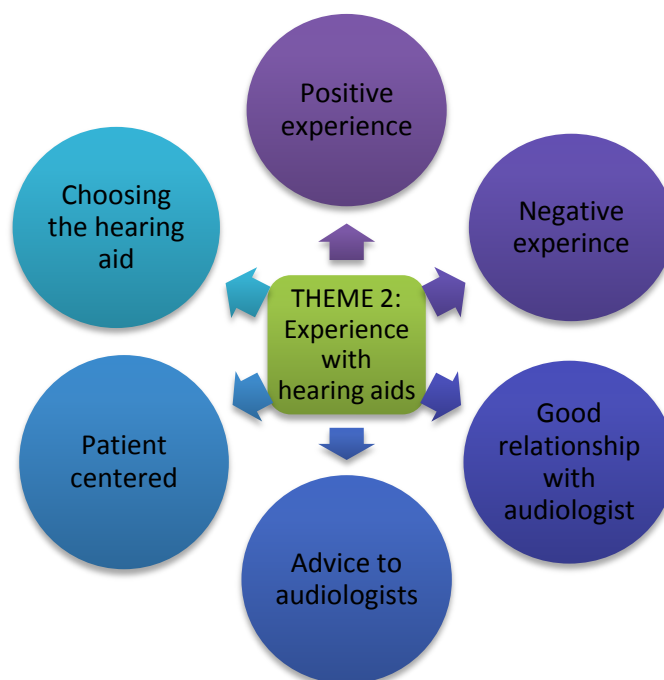 Positive
experience
Choosing
the hearing
aid
Negative
experince
THEME 2:
Experience
with
hearing aids
Patient
centered
Good
relationship
with
audiologist
Advice to
audiologists